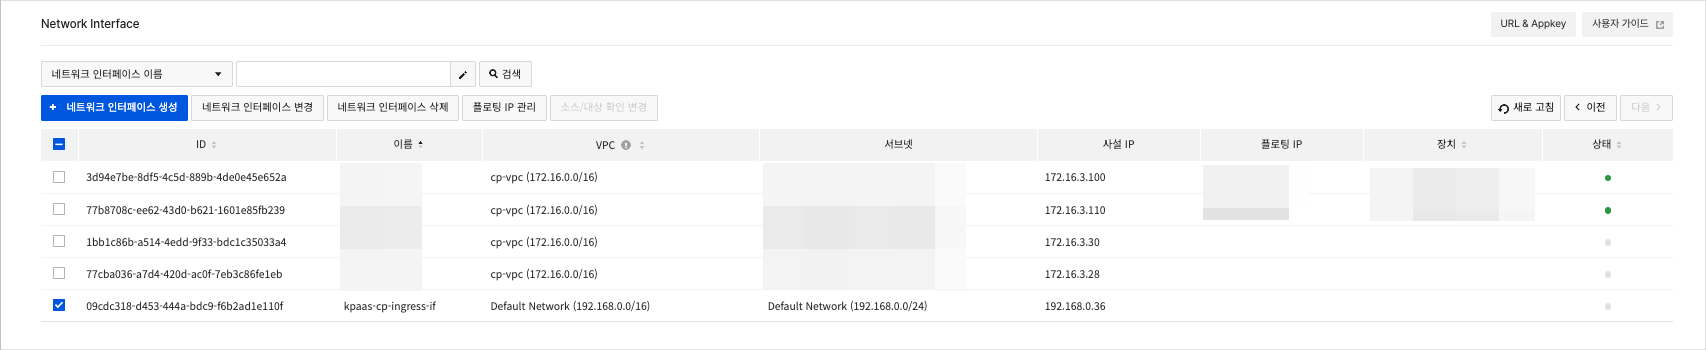 Network Interface
URL & Appkey 사용자 가이드
네트워크 인터페이스 이름 검색
+ 네트워크 인터페이스 생성 네트워크 인터페이스 변경 네트워크 인터페이스 삭제 플로팅 IP 관리 소스/대상 확인 변경 새로 고침 < 이전 다음 >
ID 이름 VPC 서브넷 사설 IP 플로팅 IP 장치 상태
3d94e7be-8df5-4c5d-889b-4de0e45e652a cp-vpc (172.16.0.0/16) 172.16.3.100
77b8708c-ee62-43d0-b621-1601e85fb239 cp-vpc (172.16.0.0/16) 172.16.3.110
1bb1c86b-a514-4edd-9f33-bdc1c35033a4 cp-vpc (172.16.0.0/16) 172.16.3.30
77cba036-a7d4-420d-ac0f-7eb3c86fe1eb cp-vpc (172.16.0.0/16) 172.16.3.28
09cdc318-d453-444a-bdc9-f6b2ad1e110f kpaas-cp-ingress-if Default Network (192.168.0.0/16) Default Network (192.168.0.0/24) 192.168.0.36